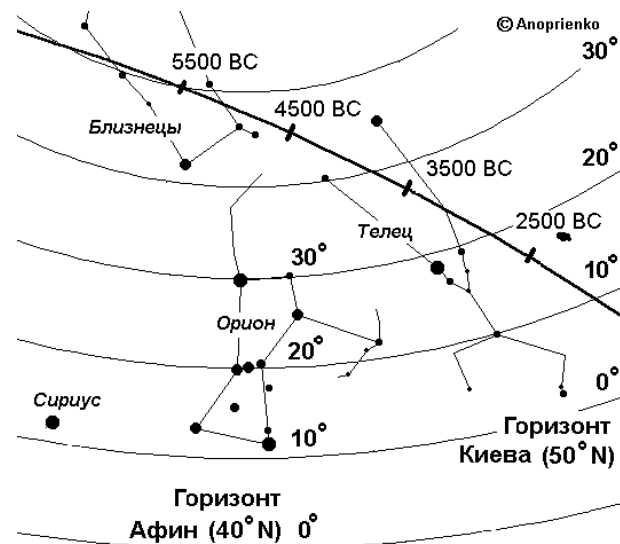 © Anoprienko
5500 BC
30°
4500 BC
Близнецы
3500 BC
20°
2500 BC
Телец
30°
10°
Орион
20°
0°
Сириус
10°
Горизонт
Киева (50°N)
Горизонт
Афин (40°N) 0°